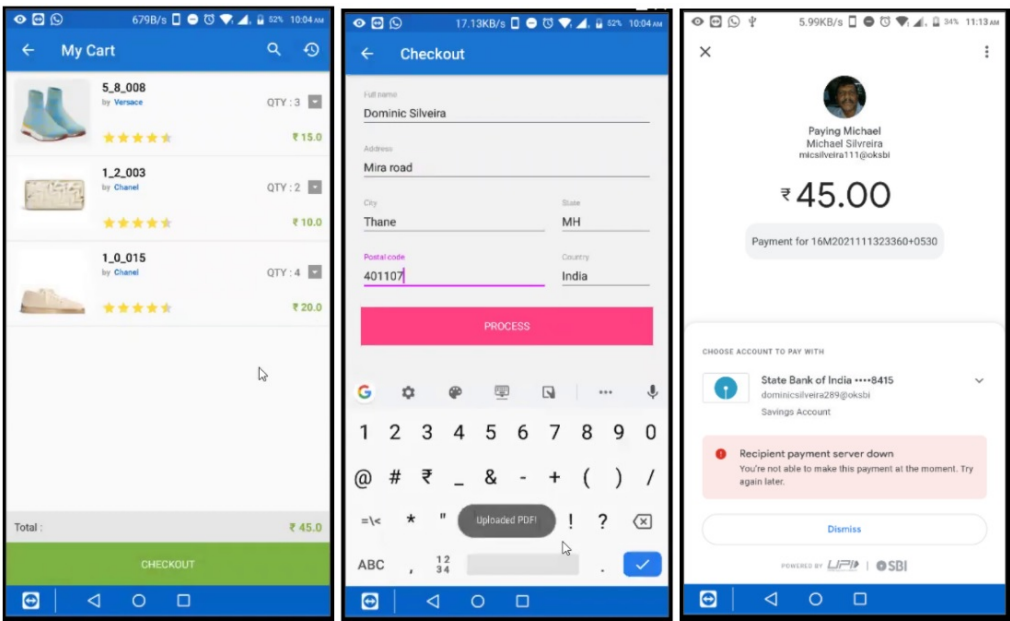 679B/s 52% 10:04 AM
My Cart
5_8_008
by Versace
QTY : 3
₹ 15.0
1_2_003
by Chanel
QTY : 2
₹ 10.0
1_0_015
by Chanel
QTY : 4
₹ 20.0
Total :
₹ 45.0
CHECKOUT
17.13KB/s 52% 10:04 AM
Checkout
Full name
Dominic Silveira
Address
Mira road
City
State
Thane
MH
Postal code
Country
401107
India
PROCESS
G
1 2 3 4 5 6 7 8 9 0
@ # ₹ _ & - + ( ) /
=\< * " Uploaded PDF! ! ?
ABC , 12 34 .
5.99KB/s 34% 11:13 AM
Paying Michael
Michael Silvreira
micsilveira111@oksbi
₹45.00
Payment for 16M2021111323360+0530
CHOOSE ACCOUNT TO PAY WITH
State Bank of India ••••8415
dominicsilveira289@oksbi
Savings Account
Recipient payment server down
You're not able to make this payment at the moment. Try
again later.
Dismiss
POWERED BY UPI | SBI